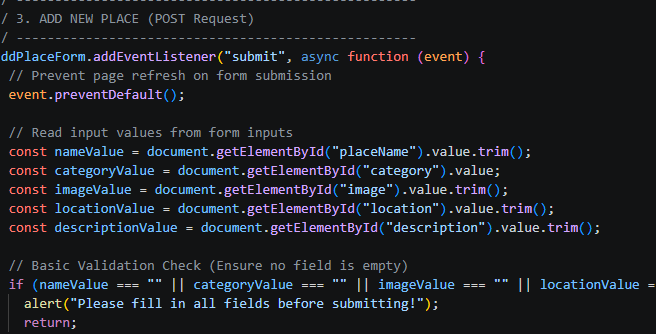 / --------------------------------------------------
/ 3. ADD NEW PLACE (POST Request)
/ --------------------------------------------------
ddPlaceForm.addEventListener("submit", async function (event) {
// Prevent page refresh on form submission
event.preventDefault();
// Read input values from form inputs
const nameValue = document.getElementById("placeName").value.trim();
const categoryValue = document.getElementById("category").value;
const imageValue = document.getElementById("image").value.trim();
const locationValue = document.getElementById("location").value.trim();
const descriptionValue = document.getElementById("description").value.trim();
// Basic Validation Check (Ensure no field is empty)
if (nameValue === "" || categoryValue === "" || imageValue === "" || locationValue =
alert("Please fill in all fields before submitting!");
return;